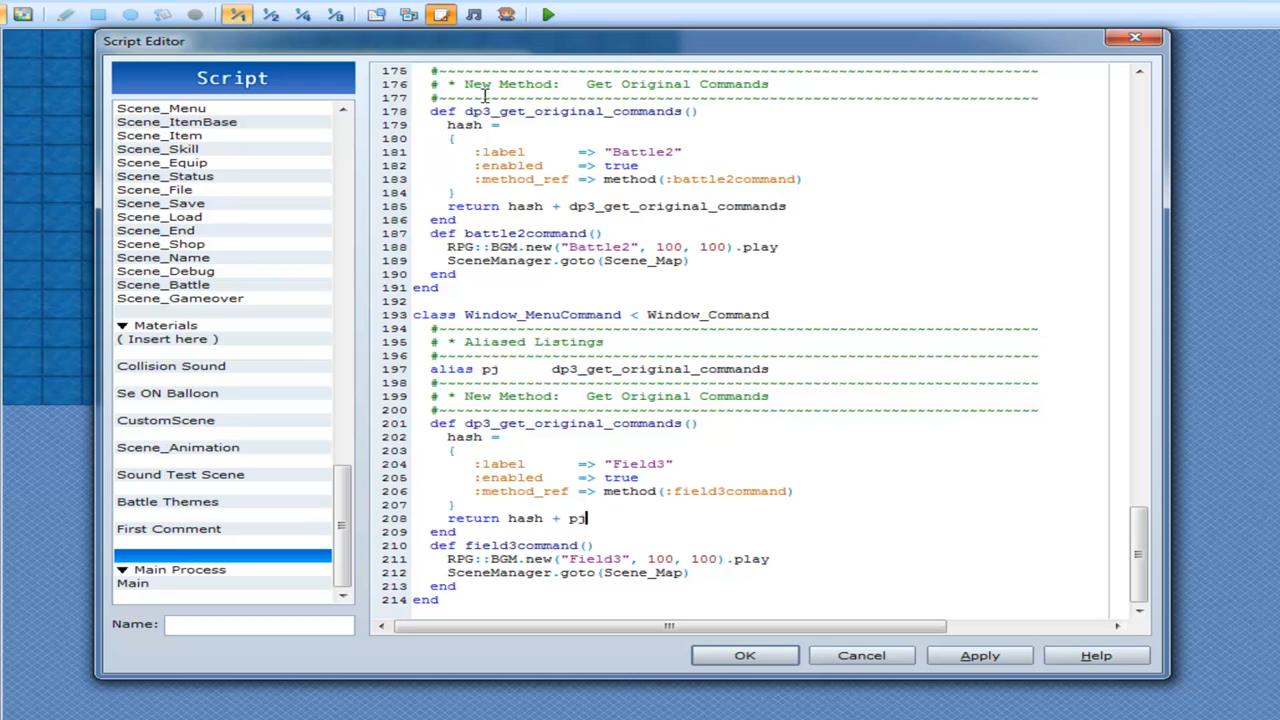 Script Editor
Script
Scene_Menu
Scene_ItemBase
Scene_Item
Scene_Skill
Scene_Equip
Scene_Status
Scene_File
Scene_Save
Scene_Load
Scene_End
Scene_Shop
Scene_Name
Scene_Debug
Scene_Battle
Scene_Gameover
▼ Materials
( Insert here )
Collision Sound
Se ON Balloon
CustomScene
Scene_Animation
Sound Test Scene
Battle Themes
First Comment
▼ Main Process
Main
Name:
175 #~~~~~~~~~~~~~~~~~~~~~~~~~~~~~~~~~~~~~~~~~~~~~~~~~~~~~~~~~~~~~~~~~~~~~
176 # * New Method:   Get Original Commands
177 #~~~~~~~~~~~~~~~~~~~~~~~~~~~~~~~~~~~~~~~~~~~~~~~~~~~~~~~~~~~~~~~~~~~~~
178 def dp3_get_original_commands()
179 hash =
180 {
181 :label      => "Battle2"
182 :enabled    => true
183 :method_ref => method(:battle2command)
184 }
185 return hash + dp3_get_original_commands
186 end
187 def battle2command()
188 RPG::BGM.new("Battle2", 100, 100).play
189 SceneManager.goto(Scene_Map)
190 end
191 end
192
193 class Window_MenuCommand < Window_Command
194 #~~~~~~~~~~~~~~~~~~~~~~~~~~~~~~~~~~~~~~~~~~~~~~~~~~~~~~~~~~~~~~~~~~~~~
195 # * Aliased Listings
196 #~~~~~~~~~~~~~~~~~~~~~~~~~~~~~~~~~~~~~~~~~~~~~~~~~~~~~~~~~~~~~~~~~~~~~
197 alias pj      dp3_get_original_commands
198 #~~~~~~~~~~~~~~~~~~~~~~~~~~~~~~~~~~~~~~~~~~~~~~~~~~~~~~~~~~~~~~~~~~~~~
199 # * New Method:   Get Original Commands
200 #~~~~~~~~~~~~~~~~~~~~~~~~~~~~~~~~~~~~~~~~~~~~~~~~~~~~~~~~~~~~~~~~~~~~~
201 def dp3_get_original_commands()
202 hash =
203 {
204 :label      => "Field3"
205 :enabled    => true
206 :method_ref => method(:field3command)
207 }
208 return hash + pj
209 end
210 def field3command()
211 RPG::BGM.new("Field3", 100, 100).play
212 SceneManager.goto(Scene_Map)
213 end
214 end
OK Cancel Apply Help